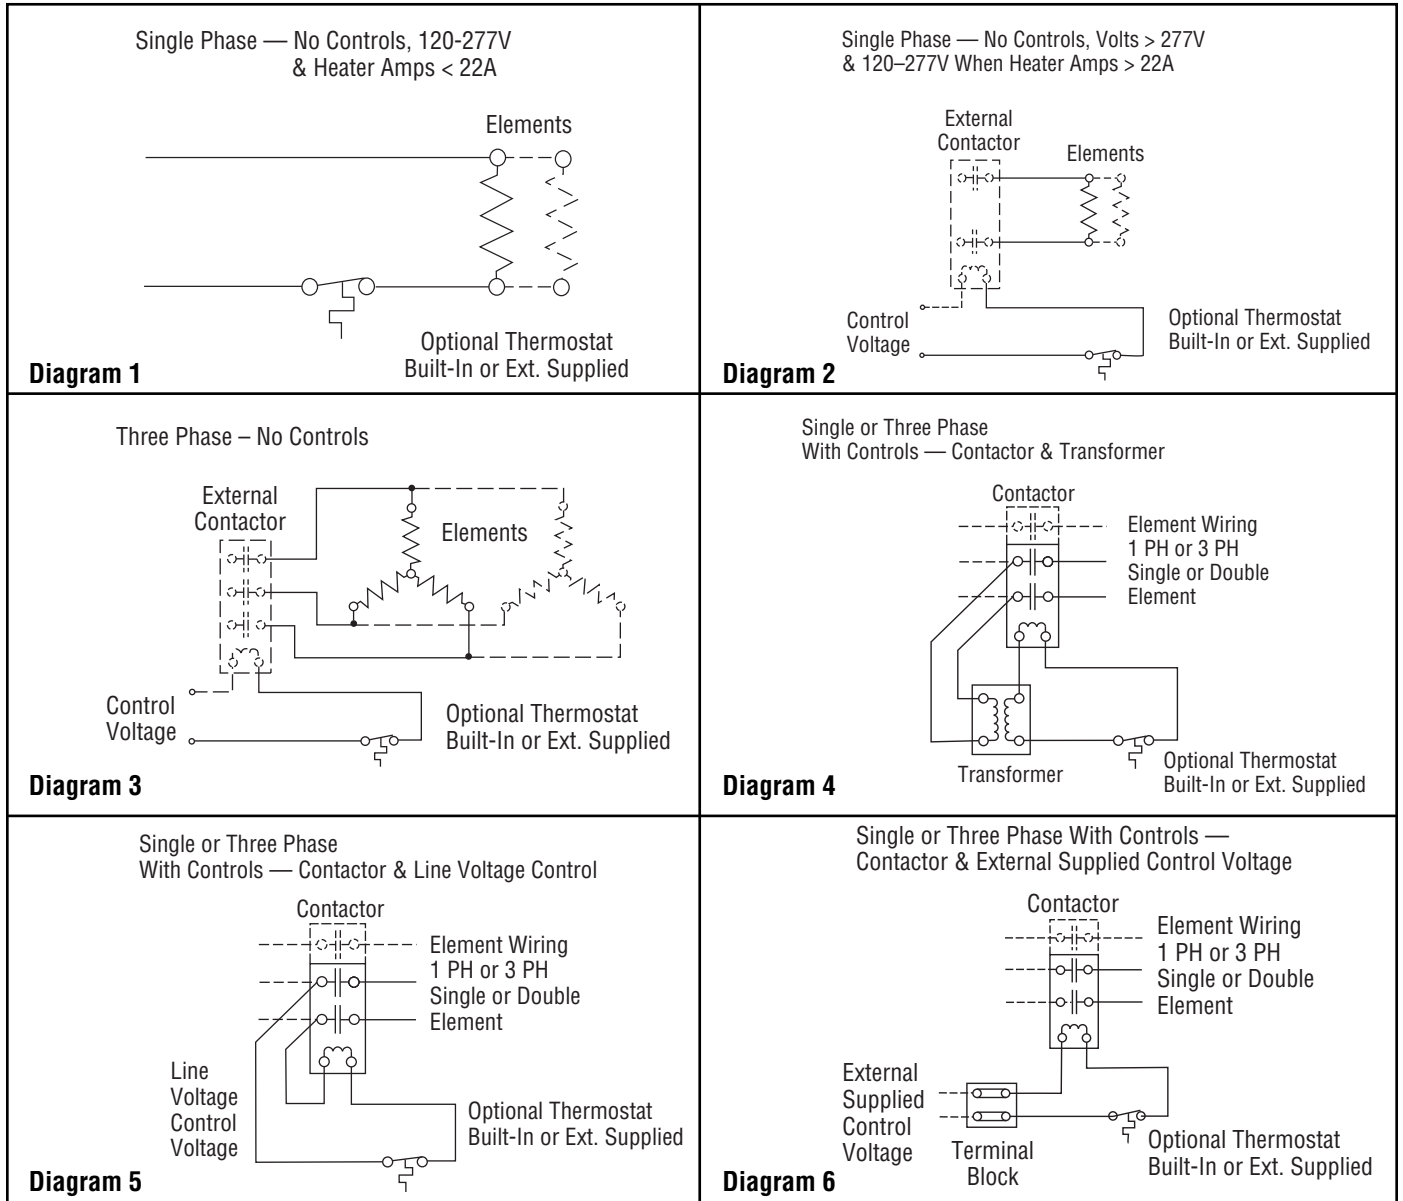 Single Phase — No Controls, 120-277V
& Heater Amps < 22A
Elements
Optional Thermostat
Built-In or Ext. Supplied
Diagram 1
Single Phase — No Controls, Volts > 277V
& 120–277V When Heater Amps > 22A
External
Contactor
Elements
Control
Voltage
Optional Thermostat
Built-In or Ext. Supplied
Diagram 2
Three Phase – No Controls
External
Contactor
Elements
Control
Voltage
Optional Thermostat
Built-In or Ext. Supplied
Diagram 3
Single or Three Phase
With Controls — Contactor & Transformer
Contactor
Element Wiring
1 PH or 3 PH
Single or Double
Element
Transformer
Optional Thermostat
Built-In or Ext. Supplied
Diagram 4
Single or Three Phase
With Controls — Contactor & Line Voltage Control
Contactor
Element Wiring
1 PH or 3 PH
Single or Double
Element
Line
Voltage
Control
Voltage
Optional Thermostat
Built-In or Ext. Supplied
Diagram 5
Single or Three Phase With Controls —
Contactor & External Supplied Control Voltage
Contactor
Element Wiring
1 PH or 3 PH
Single or Double
Element
External
Supplied
Control
Voltage
Terminal
Block
Optional Thermostat
Built-In or Ext. Supplied
Diagram 6